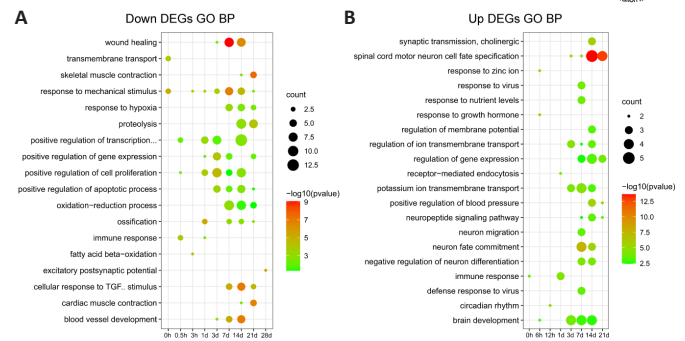 A
Down DEGs GO BP
wound healing
transmembrane transport
skeletal muscle contraction
response to mechanical stimulus
response to hypoxia
proteolysis
positive regulation of transcription...
positive regulation of gene expression
positive regulation of cell proliferation
positive regulation of apoptotic process
oxidation-reduction process
ossification
immune response
fatty acid beta-oxidation
excitatory postsynaptic potential
cellular response to TGF.. stimulus
cardiac muscle contraction
blood vessel development
0h 0.5h 3h 1d 3d 7d 14d 21d 28d
count
2.5
5.0
7.5
10.0
12.5
−log10(pvalue)
9
7
5
3
B
Up DEGs GO BP
synaptic transmission, cholinergic
spinal cord motor neuron cell fate specification
response to zinc ion
response to virus
response to nutrient levels
response to growth hormone
regulation of membrane potential
regulation of ion transmembrane transport
regulation of gene expression
receptor−mediated endocytosis
potassium ion transmembrane transport
positive regulation of blood pressure
neuropeptide signaling pathway
neuron migration
neuron fate commitment
negative regulation of neuron differentiation
immune response
defense response to virus
circadian rhythm
brain development
0h 6h 12h 1d 3d 7d 14d 21d
count
2
3
4
5
−log10(pvalue)
12.5
10.0
7.5
5.0
2.5